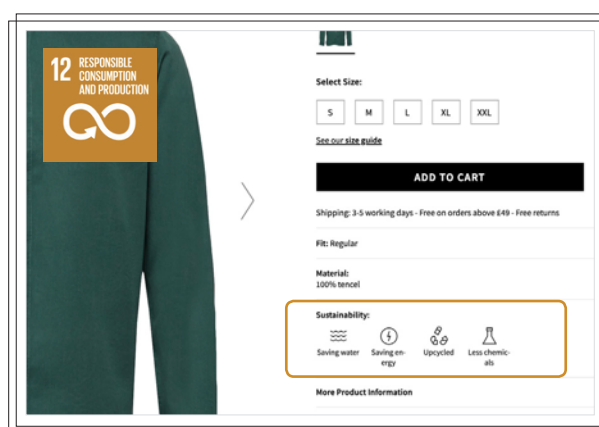 12 RESPONSIBLE
CONSUMPTION
AND PRODUCTION
Select Size:
S M L XL XXL
See our size guide
ADD TO CART
Shipping: 3-5 working days - Free on orders above £49 - Free returns
Fit: Regular
Material:
100% tencel
Sustainability:
Saving water Saving en- Upcycled Less chemic-
ergy als
More Product Information